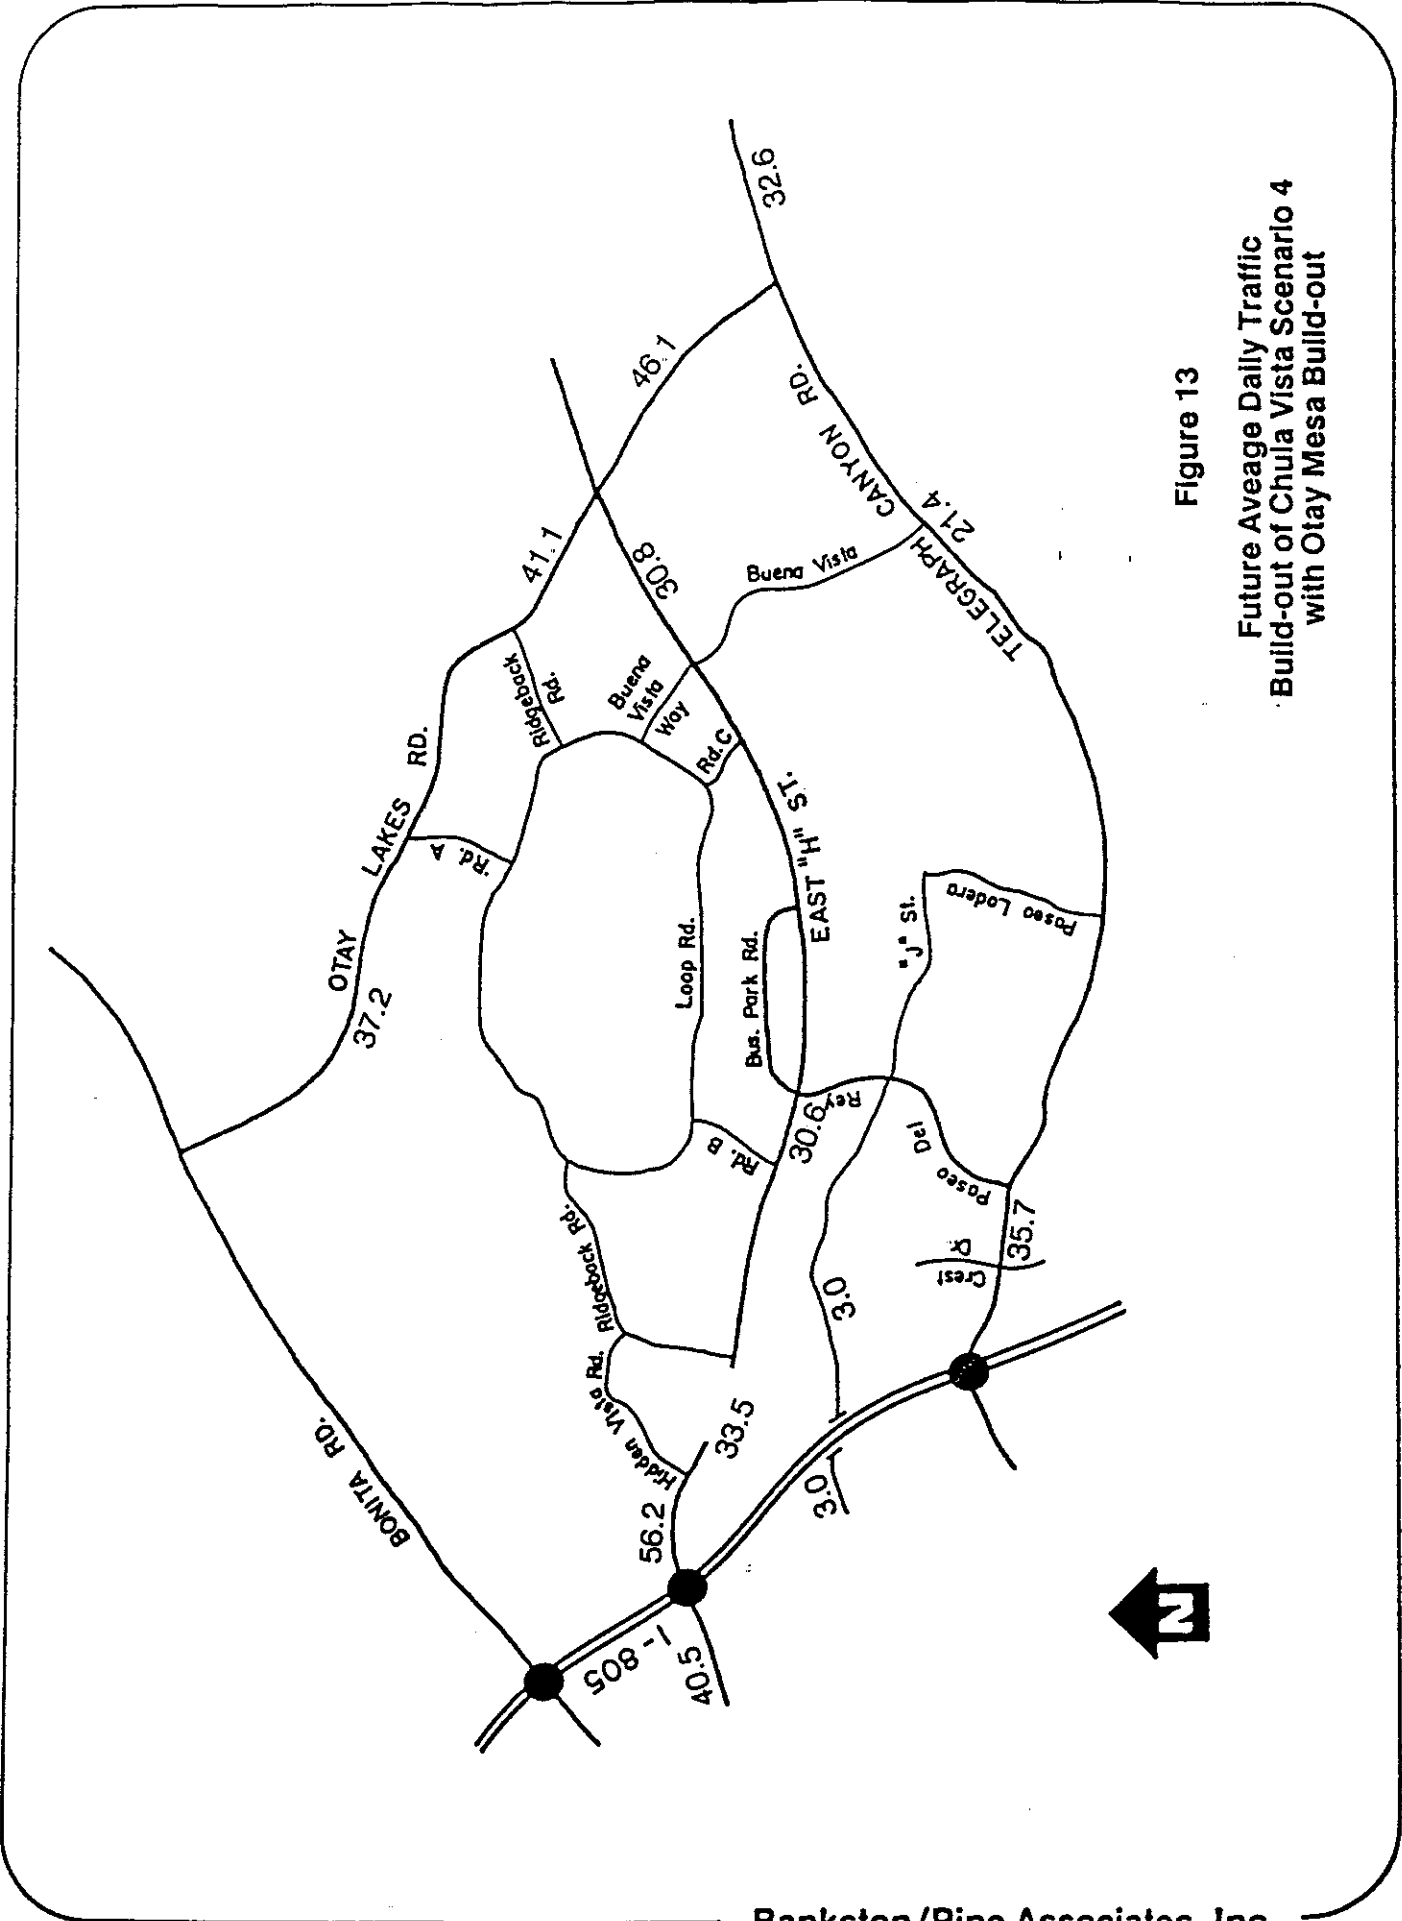 32.6
46.1
41.1
30.8
OTAY LAKES RD.
37.2
CANYON RD.
TELEGRAPH
21.4
Buena Vista
Ridgeback
Rd.
Buena
Vista
Way
Rd. C
Rd. A
EAST "H" ST.
Loop Rd.
Bus. Park Rd.
"J" St.
Paseo Ladera
Rd. B
30.6
Paseo Del Rey
Ridgeback Rd.
Hidden Vista Rd.
3.0
35.7
Crest
Dr.
33.5
BONITA RD.
56.2
3.0
I-805
40.5
N
Figure 13
Future Aveage Daily Traffic
Build-out of Chula Vista Scenario 4
with Otay Mesa Build-out